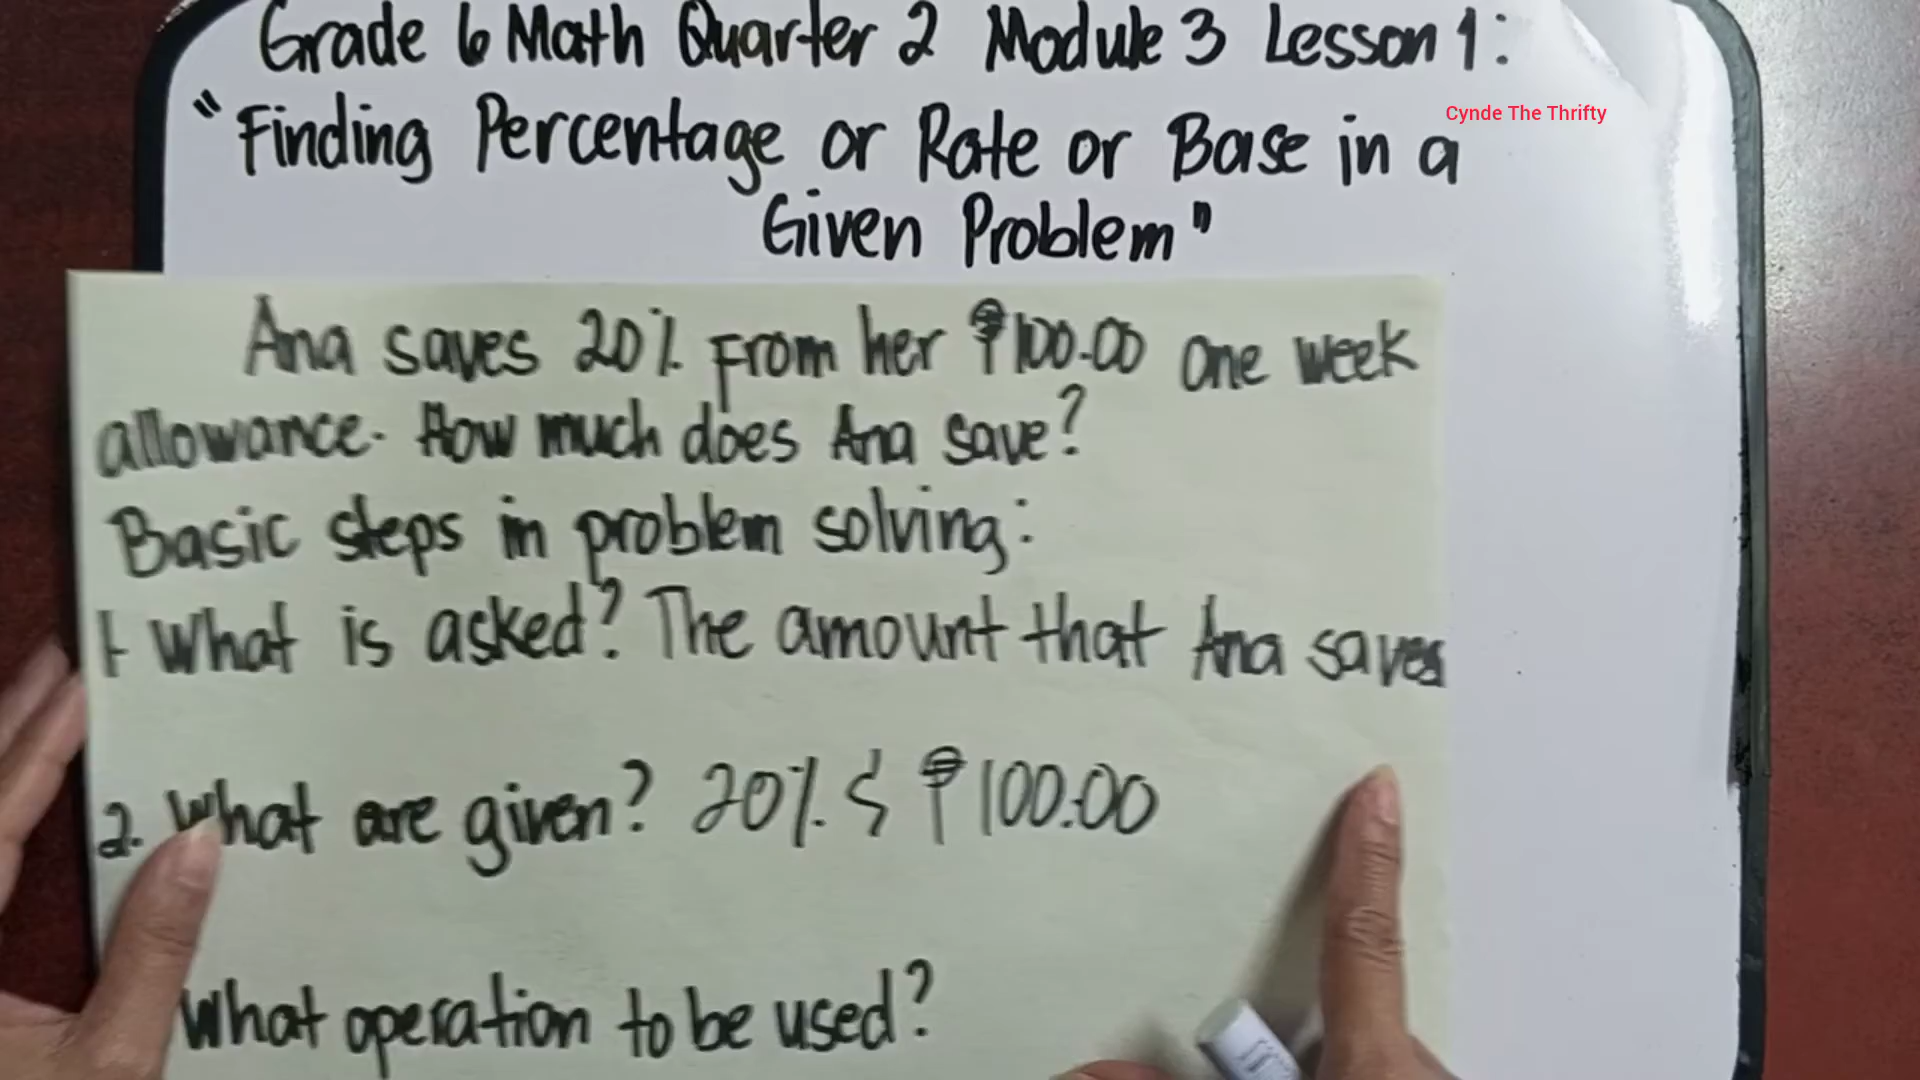 Grade 6 Math Quarter 2 Module 3 Lesson 1:
Cynde The Thrifty
"Finding Percentage or Rate or Base in a
Given Problem"
Ana saves 20% From her ₱100.00 one week
allowance. How much does Ana save?
Basic steps in problem solving:
1. What is asked? The amount that Ana saves
2. What are given? 20% & ₱100.00
What operation to be used?